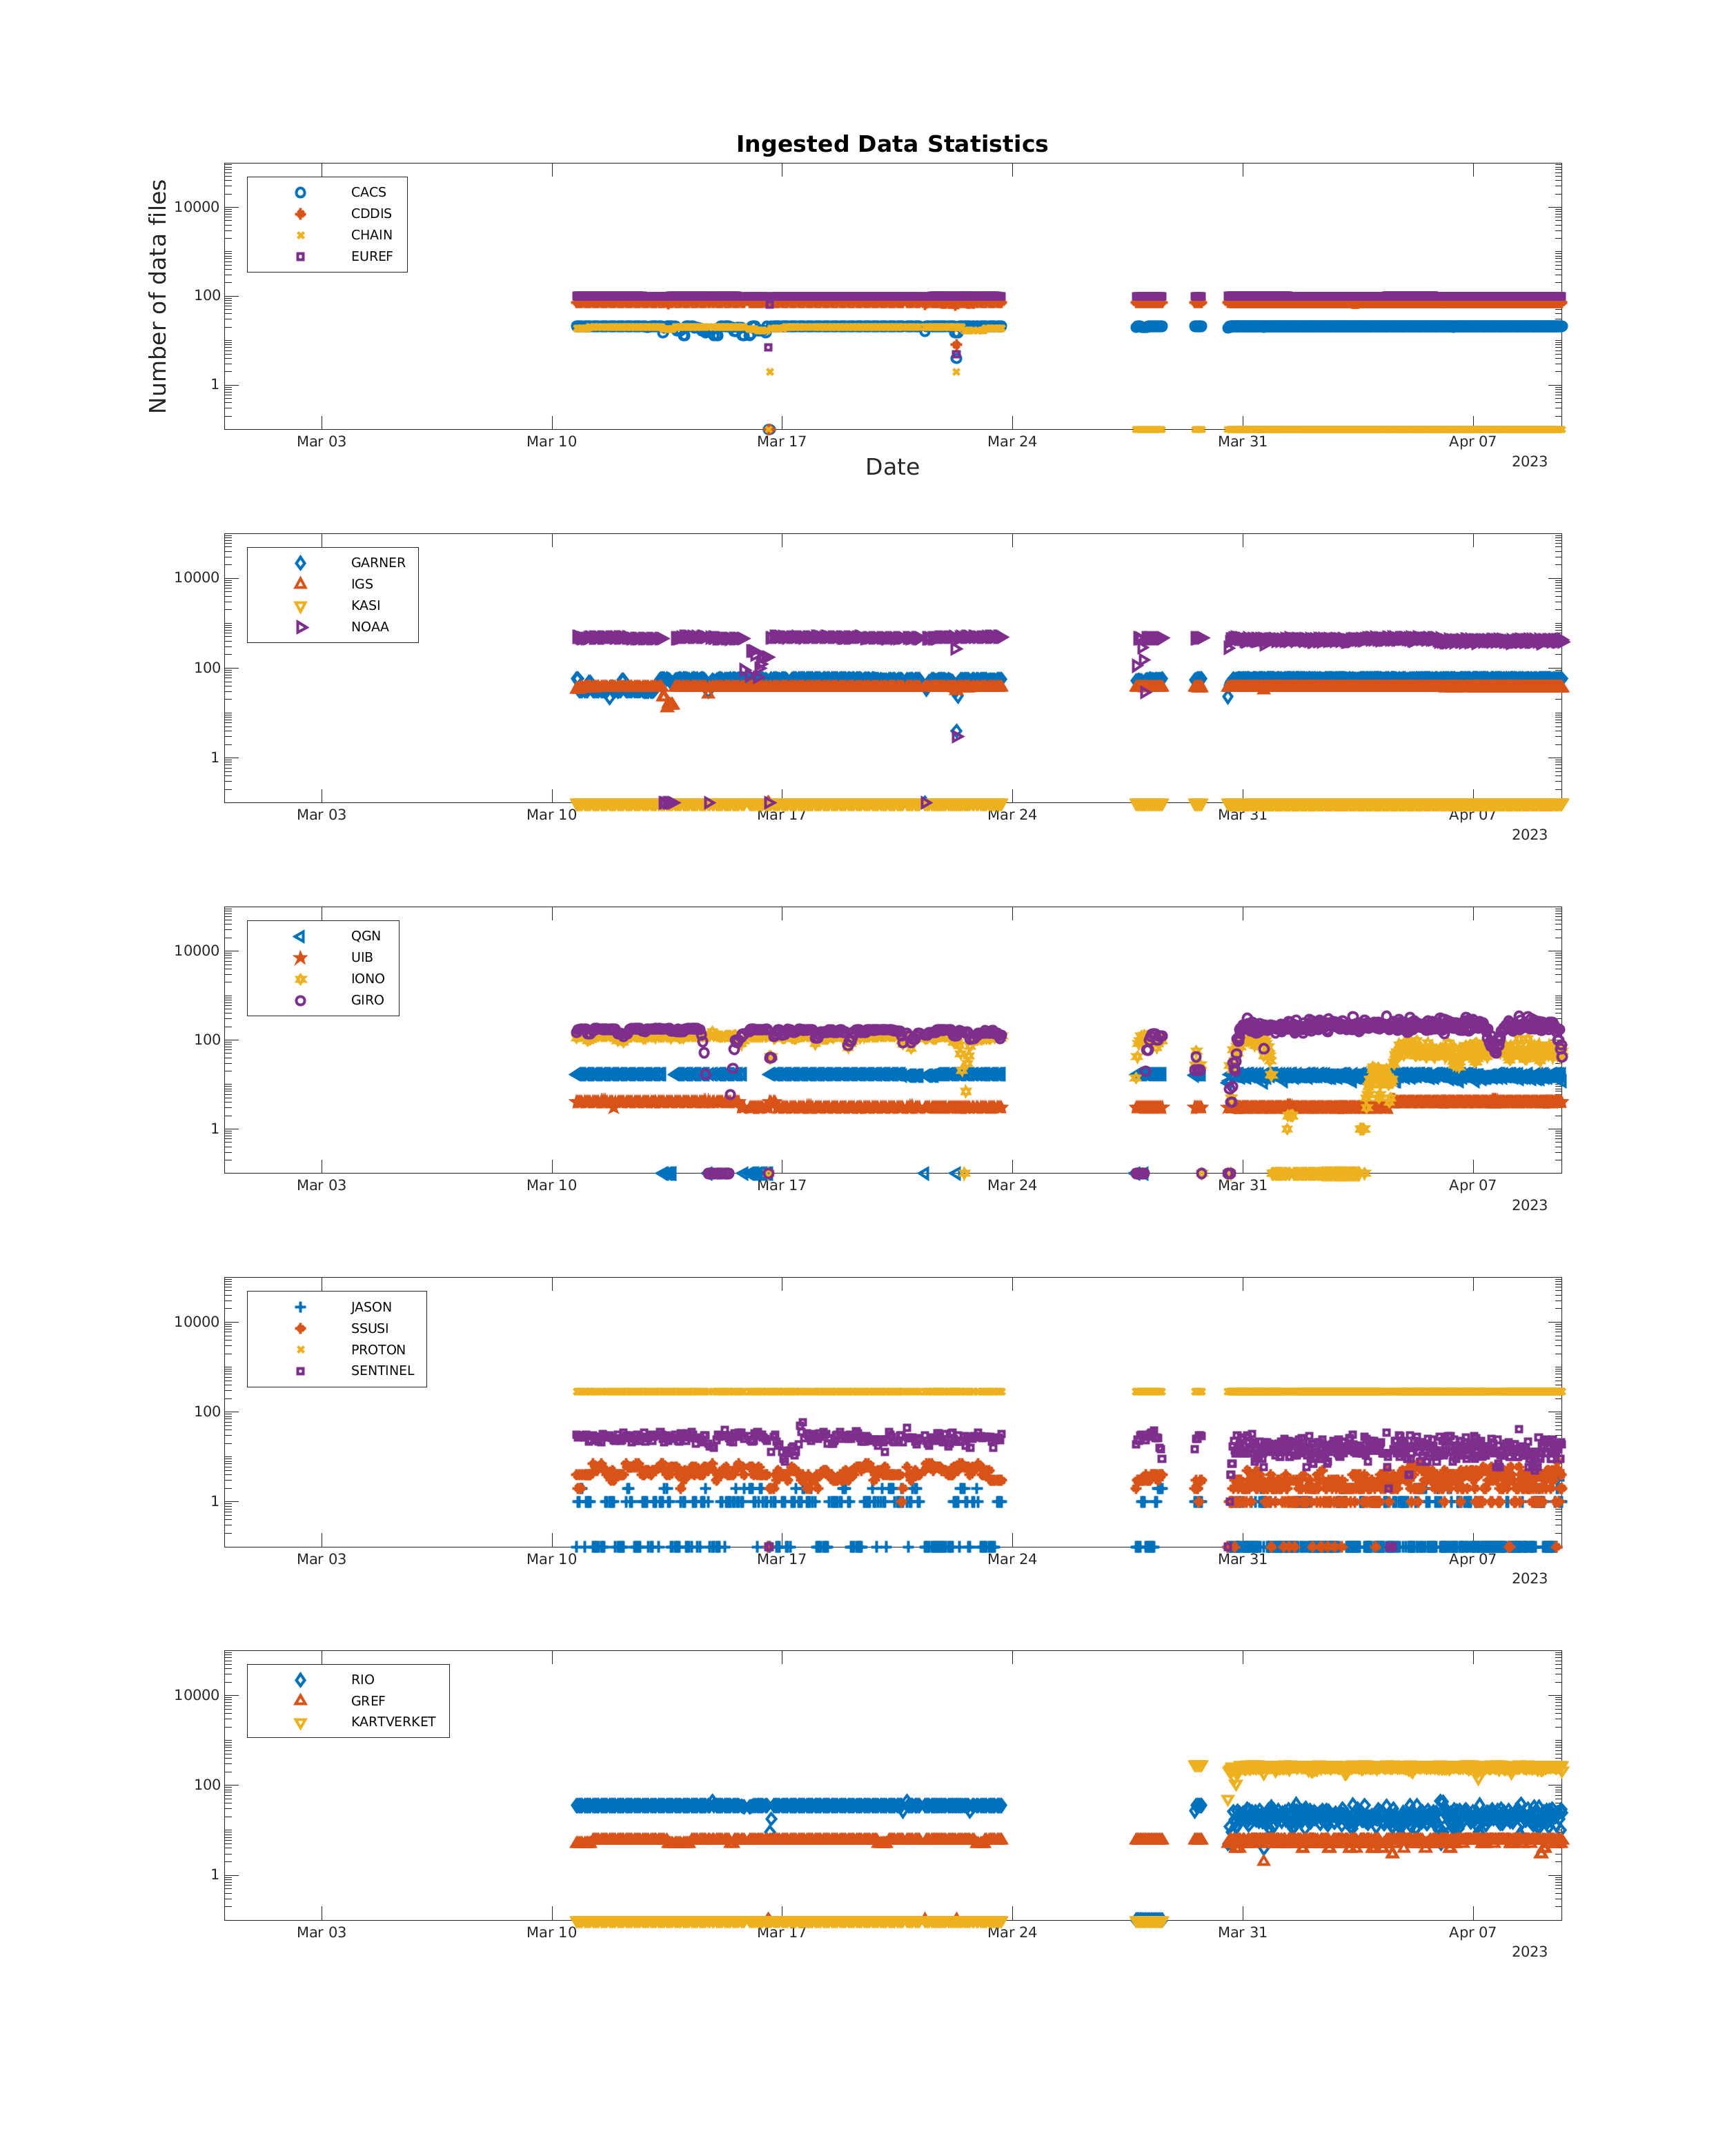 Ingested Data Statistics
Number of data files
10000
100
1
CACS
CDDIS
CHAIN
EUREF
Mar 03 Mar 10 Mar 17 Mar 24 Mar 31 Apr 07
2023
Date
10000
100
1
GARNER
IGS
KASI
NOAA
Mar 03 Mar 10 Mar 17 Mar 24 Mar 31 Apr 07
2023
10000
100
1
QGN
UIB
IONO
GIRO
Mar 03 Mar 10 Mar 17 Mar 24 Mar 31 Apr 07
2023
10000
100
1
JASON
SSUSI
PROTON
SENTINEL
Mar 03 Mar 10 Mar 17 Mar 24 Mar 31 Apr 07
2023
10000
100
1
RIO
GREF
KARTVERKET
Mar 03 Mar 10 Mar 17 Mar 24 Mar 31 Apr 07
2023